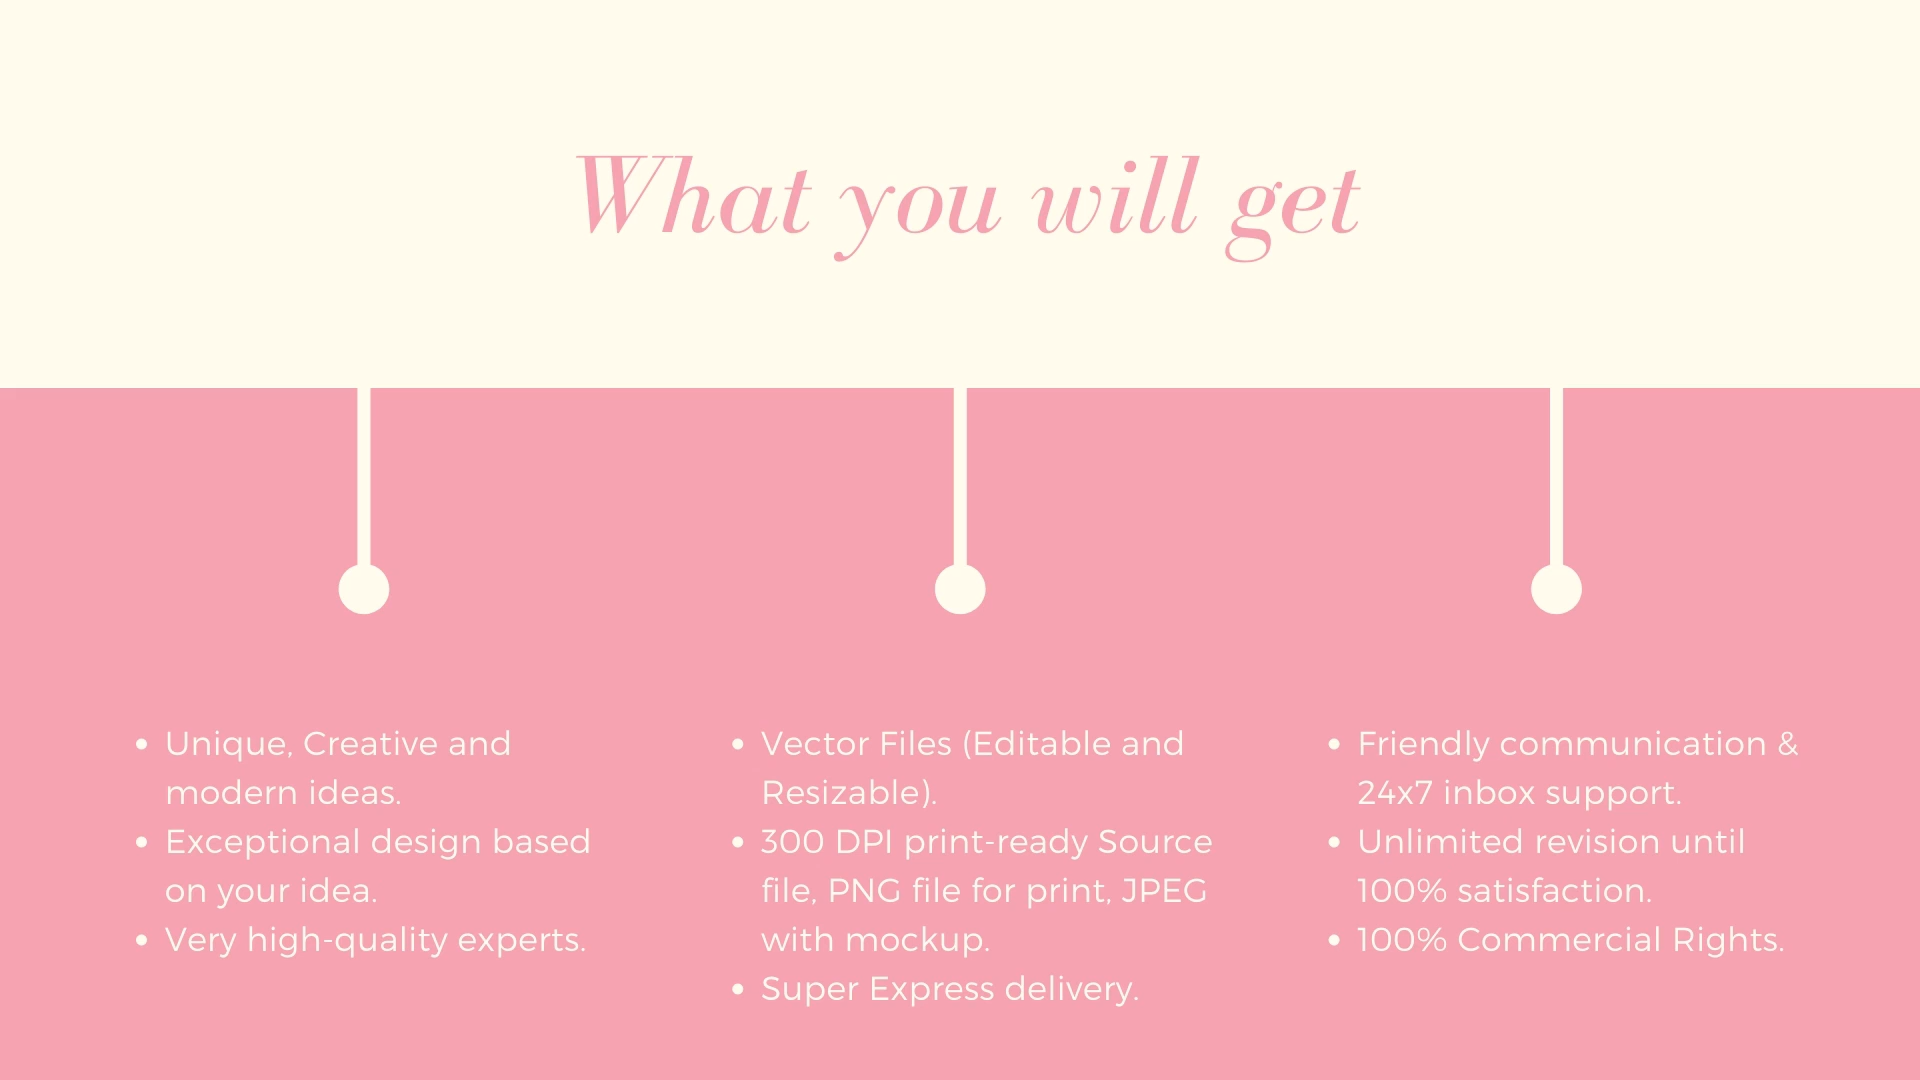 What you will get
• Unique, Creative and
modern ideas.
• Exceptional design based
on your idea.
• Very high-quality experts.
• Vector Files (Editable and
Resizable).
• 300 DPI print-ready Source
file, PNG file for print, JPEG
with mockup.
• Super Express delivery.
• Friendly communication &
24x7 inbox support.
• Unlimited revision until
100% satisfaction.
• 100% Commercial Rights.